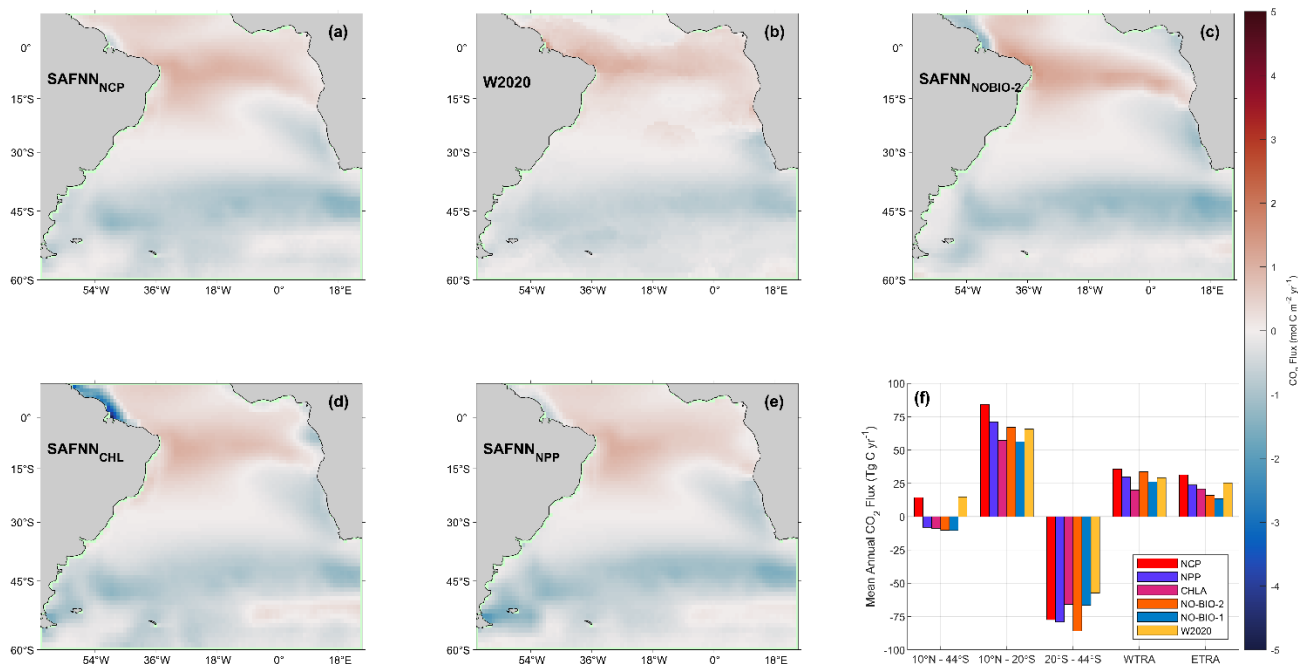 (a)
SAFNN_NCP
0°
15°S
30°S
45°S
60°S
54°W 36°W 18°W 0° 18°E
(b)
W2020
0°
15°S
30°S
45°S
60°S
54°W 36°W 18°W 0° 18°E
(c)
SAFNN_NOBIO-2
0°
15°S
30°S
45°S
60°S
54°W 36°W 18°W 0° 18°E
5
4
3
2
1
0
-1
-2
-3
-4
-5
CO₂ Flux (mol C m⁻² yr⁻¹)
(d)
SAFNN_CHL
0°
15°S
30°S
45°S
60°S
54°W 36°W 18°W 0° 18°E
(e)
SAFNN_NPP
0°
15°S
30°S
45°S
60°S
54°W 36°W 18°W 0° 18°E
(f)
Mean Annual CO₂ Flux (Tg C yr⁻¹)
100
75
50
25
0
-25
-50
-75
-100
10°N - 44°S 10°N - 20°S 20°S - 44°S WTRA ETRA
NCP
NPP
CHLA
NO-BIO-2
NO-BIO-1
W2020